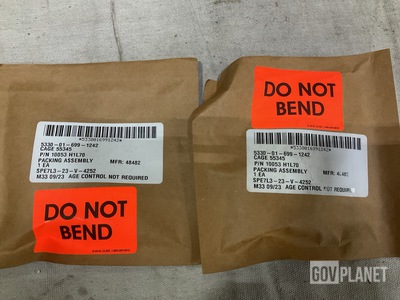 *5330016991242*
5330-01-699-1242
CAGE 55345
P/N 10053 H1L70
PACKING ASSEMBLY
1 EA MFR: 48482
SPE7L3-23-V-4252
M33 09/23 AGE CONTROL NOT REQUIRED
DO NOT
BEND
DO NOT
BEND
*5330016991242*
5330-01-699-1242
CAGE 55345
P/N 10053 H1L70
PACKING ASSEMBLY
1 EA
SPE7L3-23-V-4252
M33 09/23 AGE CONTROL NOT REQUIRED
GOVPLANET